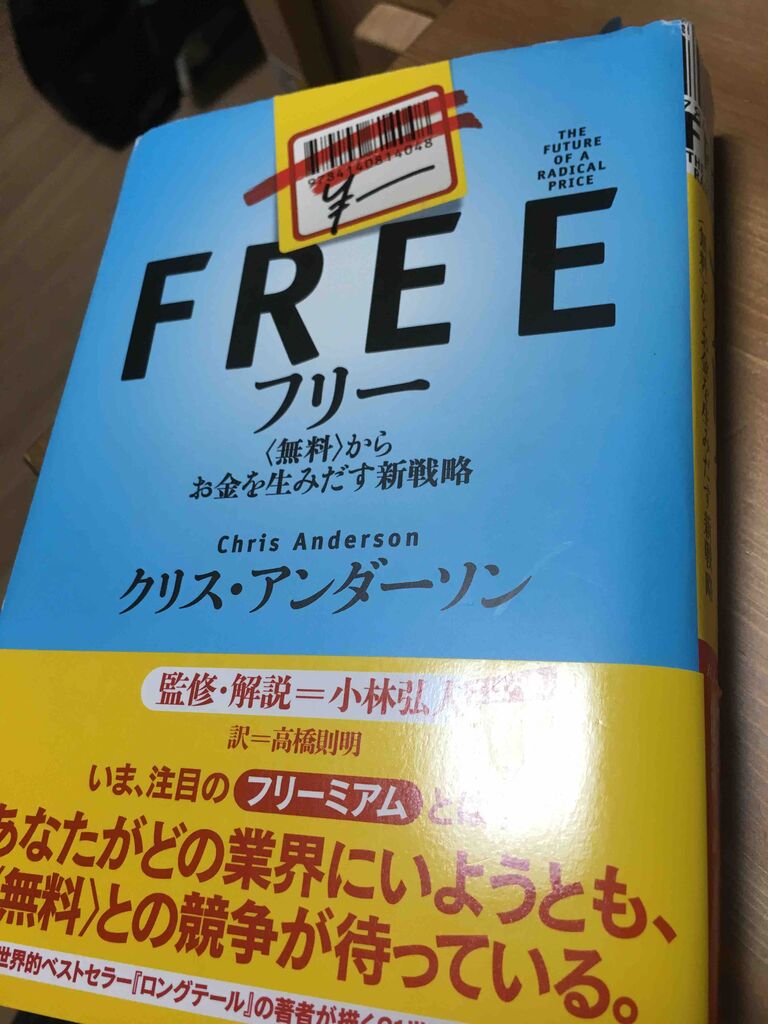 9784140814048
¥—
THE
FUTURE
OF A
RADICAL
PRICE
FREE
フリー
〈無料〉から
お金を生みだす新戦略
Chris Anderson
クリス・アンダーソン
監修・解説=小林弘
訳=高橋則明
いま、注目の フリーミアム とは
あなたがどの業界にいようとも、
〈無料〉との競争が待っている。
世界的ベストセラー『ロングテール』の著者が描く